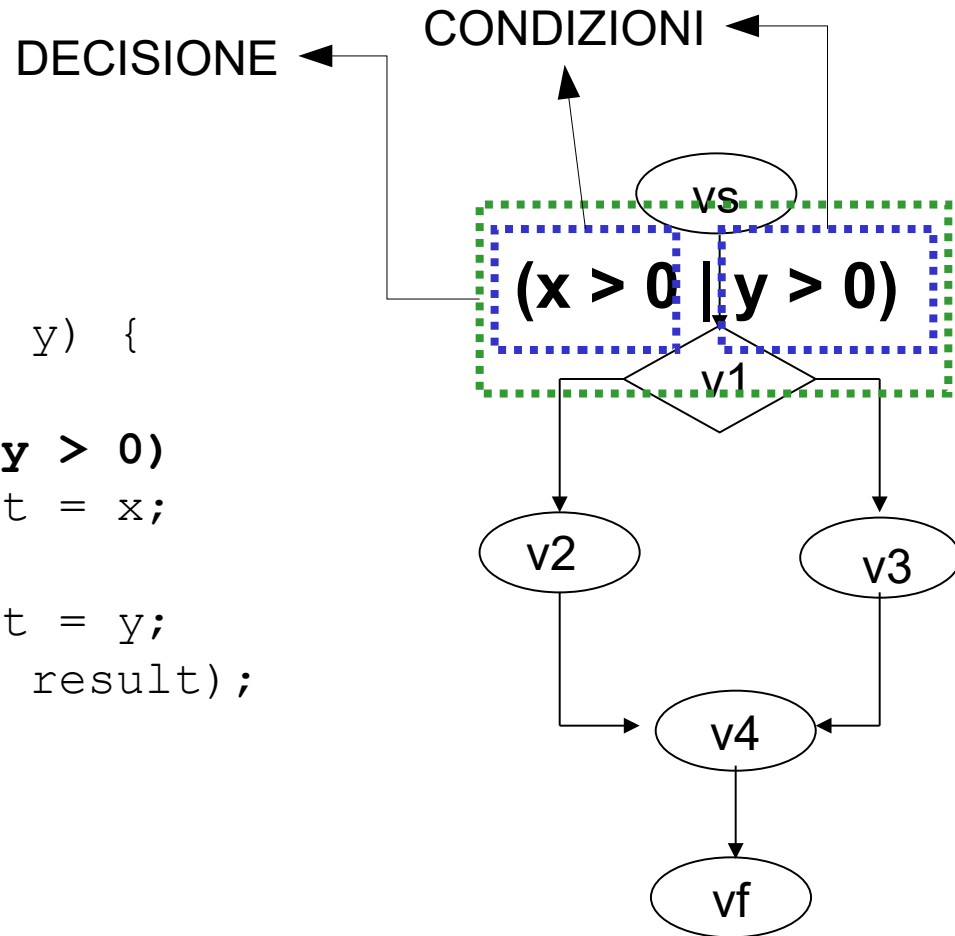 DECISIONE
CONDIZIONI
vs
(x > 0 | y > 0)
y) {
v1
y > 0)
t = x;
v2
v3
t = y;
result);
v4
vf